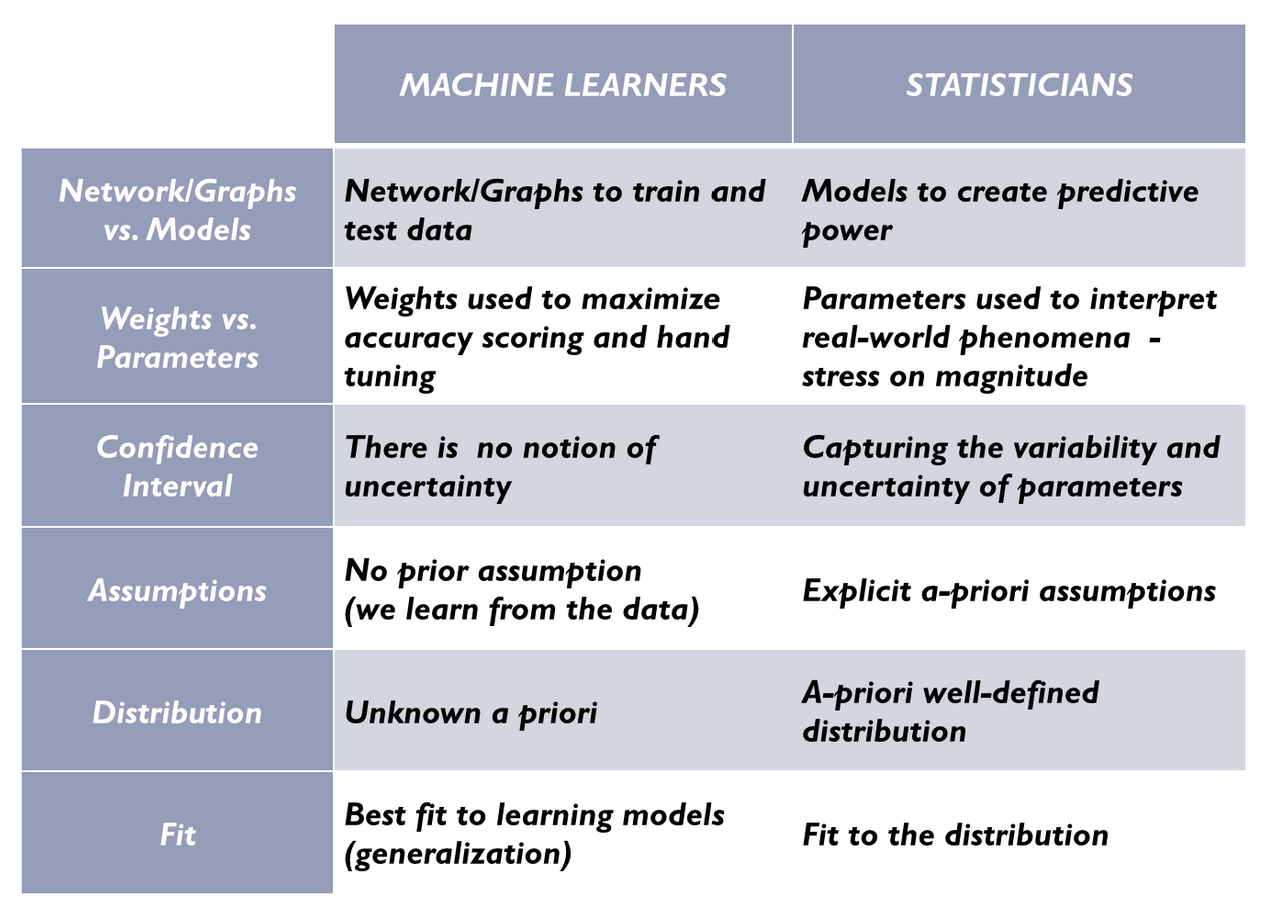 MACHINE LEARNERS
STATISTICIANS
Network/Graphs
vs. Models
Network/Graphs to train and
test data
Models to create predictive
power
Weights vs.
Parameters
Weights used to maximize
accuracy scoring and hand
tuning
Parameters used to interpret
real-world phenomena  -
stress on magnitude
Confidence
Interval
There is  no notion of
uncertainty
Capturing the variability and
uncertainty of parameters
Assumptions
No prior assumption
(we learn from the data)
Explicit a-priori assumptions
Distribution
Unknown a priori
A-priori well-defined
distribution
Fit
Best fit to learning models
(generalization)
Fit to the distribution